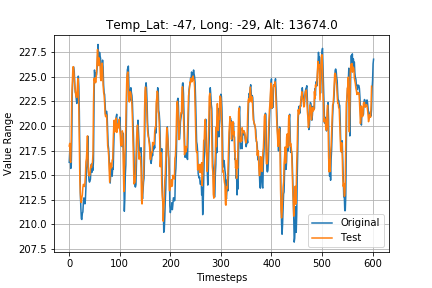 Temp_Lat: -47, Long: -29, Alt: 13674.0
Value Range
227.5
225.0
222.5
220.0
217.5
215.0
212.5
210.0
207.5
0 100 200 300 400 500 600
Timesteps
Original
Test